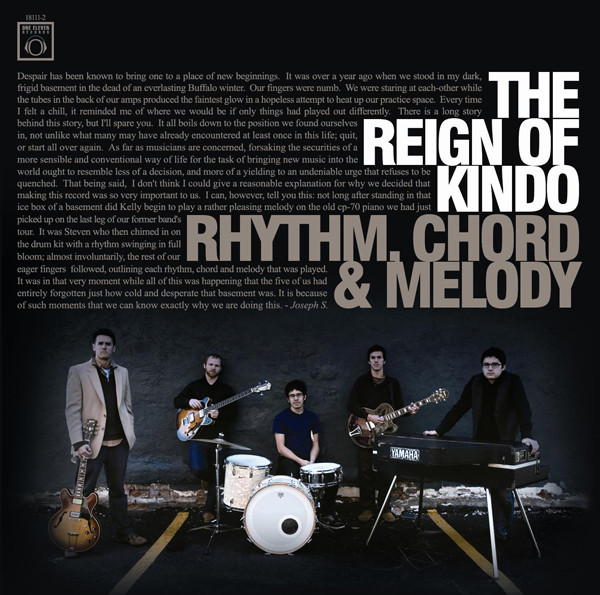 18111-2
ONE ELEVEN
RECORDS
Despair has been known to bring one to a place of new beginnings. It was over a year ago when we stood in my dark,
frigid basement in the dead of an everlasting Buffalo winter. Our fingers were numb. We were staring at each-other while
the tubes in the back of our amps produced the faintest glow in a hopeless attempt to heat up our practice space. Every time
I felt a chill, it reminded me of where we would be if only things had played out differently. There is a long story
behind this story, but I'll spare you. It all boils down to the position we found ourselves
in, not unlike what many may have already encountered at least once in this life; quit,
or start all over again. As far as musicians are concerned, forsaking the securities of a
more sensible and conventional way of life for the task of bringing new music into the
world ought to resemble less of a decision, and more of a yielding to an undeniable urge that refuses to be
quenched. That being said, I don't think I could give a reasonable explanation for why we decided that
making this record was so very important to us. I can, however, tell you this: not long after standing in that
ice box of a basement did Kelly begin to play a rather pleasing melody on the old cp-70 piano we had just
picked up on the last leg of our former band's
tour. It was Steven who then chimed in on
the drum kit with a rhythm swinging in full
bloom; almost involuntarily, the rest of our
eager fingers followed, outlining each rhythm, chord and melody that was played.
It was in that very moment while all of this was happening that the five of us had
entirely forgotten just how cold and desperate that basement was. It is because
of such moments that we can know exactly why we are doing this. - Joseph S.
THE
REIGN OF
KINDO
RHYTHM, CHORD
& MELODY
YAMAHA